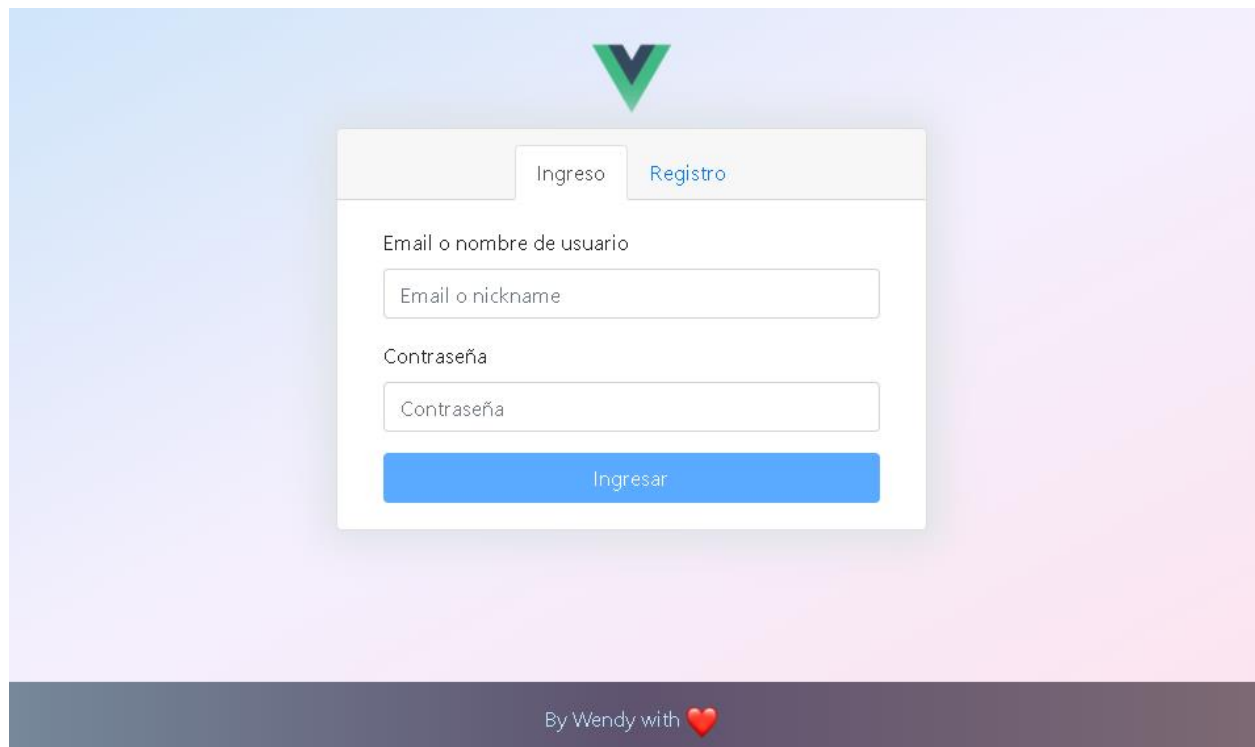 Ingreso Registro
Email o nombre de usuario
Email o nickname
Contraseña
Contraseña
Ingresar
By Wendy with ❤️